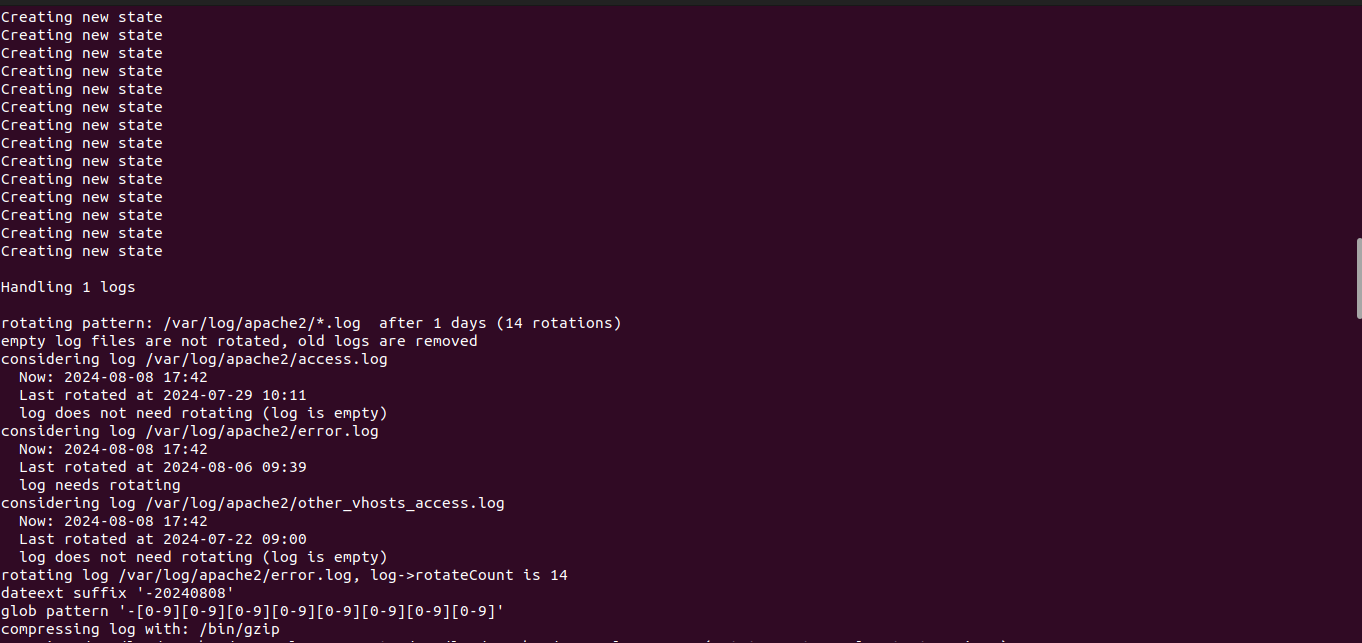 Creating new state
Creating new state
Creating new state
Creating new state
Creating new state
Creating new state
Creating new state
Creating new state
Creating new state
Creating new state
Creating new state
Creating new state
Creating new state
Creating new state
Handling 1 logs
rotating pattern: /var/log/apache2/*.log  after 1 days (14 rotations)
empty log files are not rotated, old logs are removed
considering log /var/log/apache2/access.log
  Now: 2024-08-08 17:42
  Last rotated at 2024-07-29 10:11
  log does not need rotating (log is empty)
considering log /var/log/apache2/error.log
  Now: 2024-08-08 17:42
  Last rotated at 2024-08-06 09:39
  log needs rotating
considering log /var/log/apache2/other_vhosts_access.log
  Now: 2024-08-08 17:42
  Last rotated at 2024-07-22 09:00
  log does not need rotating (log is empty)
rotating log /var/log/apache2/error.log, log->rotateCount is 14
dateext suffix '-20240808'
glob pattern '-[0-9][0-9][0-9][0-9][0-9][0-9][0-9][0-9]'
compressing log with: /bin/gzip